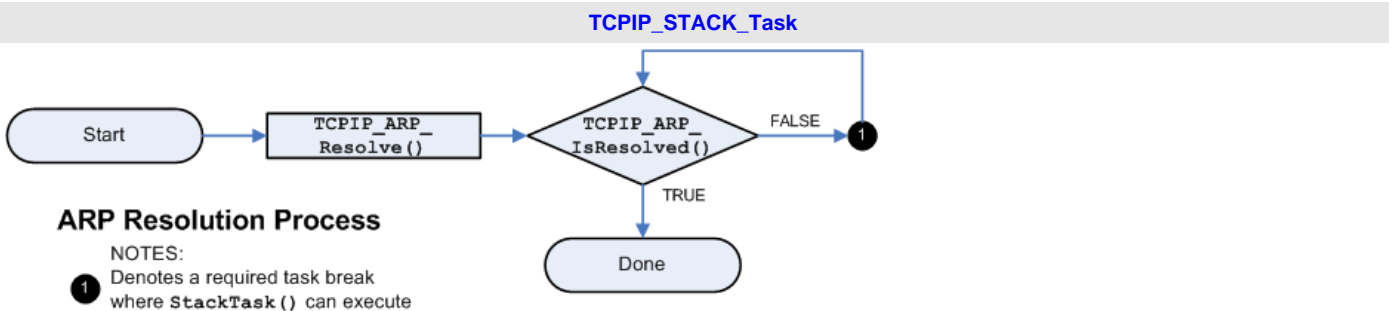 TCPIP_STACK_Task
Start
TCPIP_ARP_
Resolve()
TCPIP_ARP_
IsResolved()
FALSE
1
TRUE
Done
ARP Resolution Process
NOTES:
1
Denotes a required task break
where StackTask() can execute